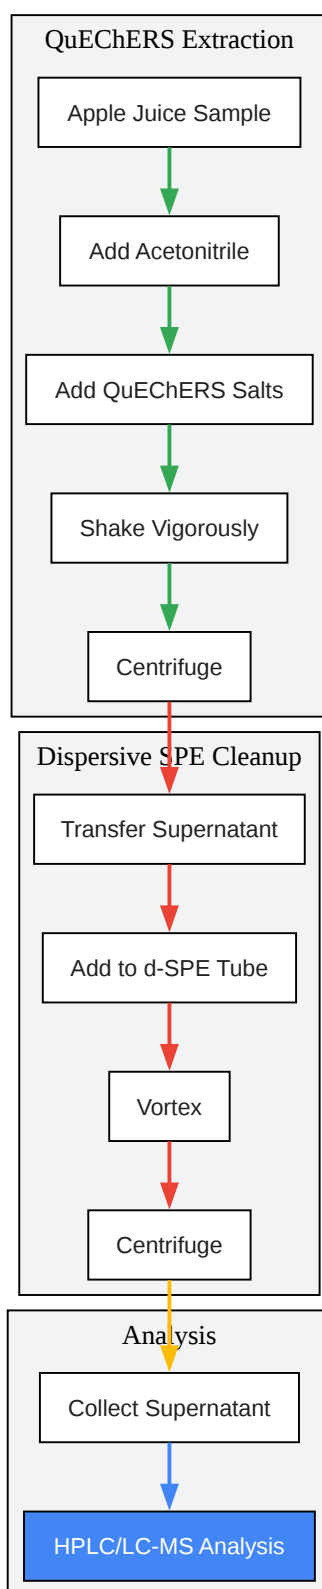 QuEChERS Extraction
Apple Juice Sample
Add Acetonitrile
Add QuEChERS Salts
Shake Vigorously
Centrifuge
Dispersive SPE Cleanup
Transfer Supernatant
Add to d-SPE Tube
Vortex
Centrifuge
Analysis
Collect Supernatant
HPLC/LC-MS Analysis